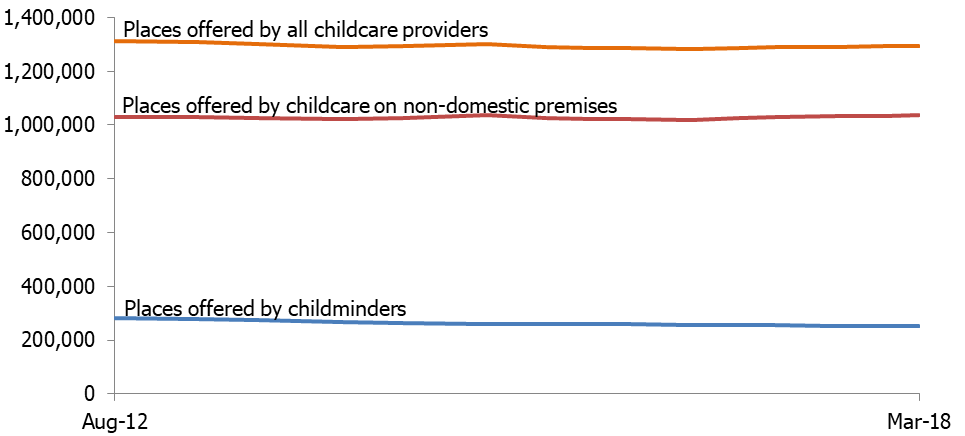 1,400,000
Places offered by all childcare providers
1,200,000
Places offered by childcare on non-domestic premises
1,000,000
800,000
600,000
400,000
Places offered by childminders
200,000
0
Aug-12 Mar-18